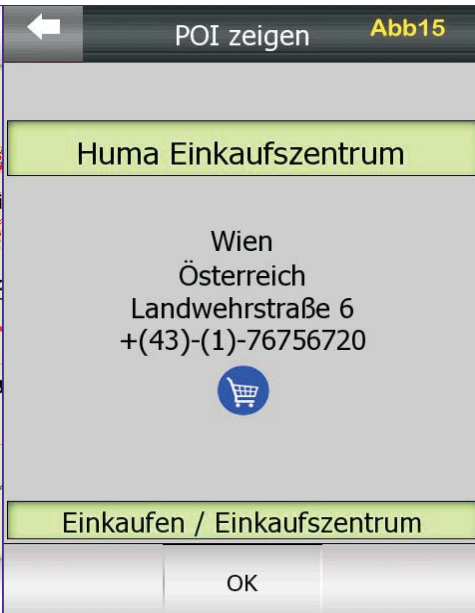 POI zeigen Abb15
Huma Einkaufszentrum
Wien
Österreich
Landwehrstraße 6
+(43)-(1)-76756720
Einkaufen / Einkaufszentrum
OK